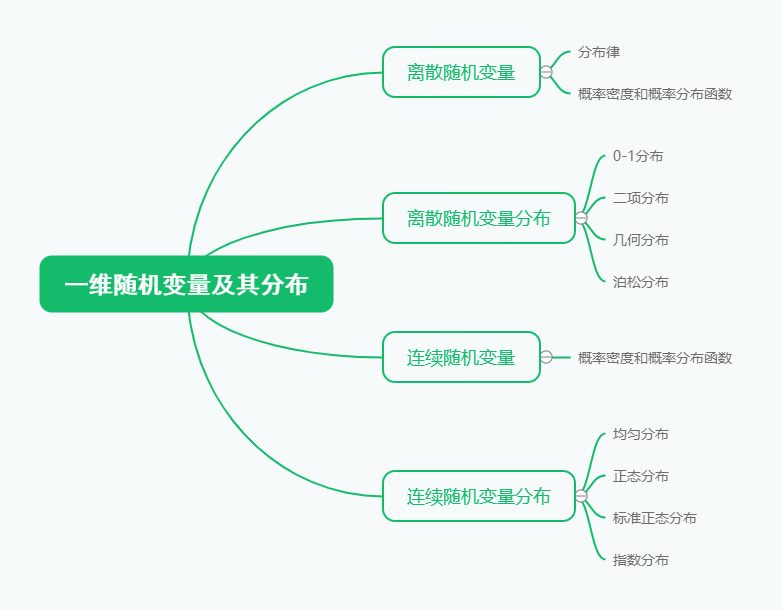 一维随机变量及其分布
离散随机变量
分布律
概率密度和概率分布函数
离散随机变量分布
0-1分布
二项分布
几何分布
泊松分布
连续随机变量
概率密度和概率分布函数
连续随机变量分布
均匀分布
正态分布
标准正态分布
指数分布